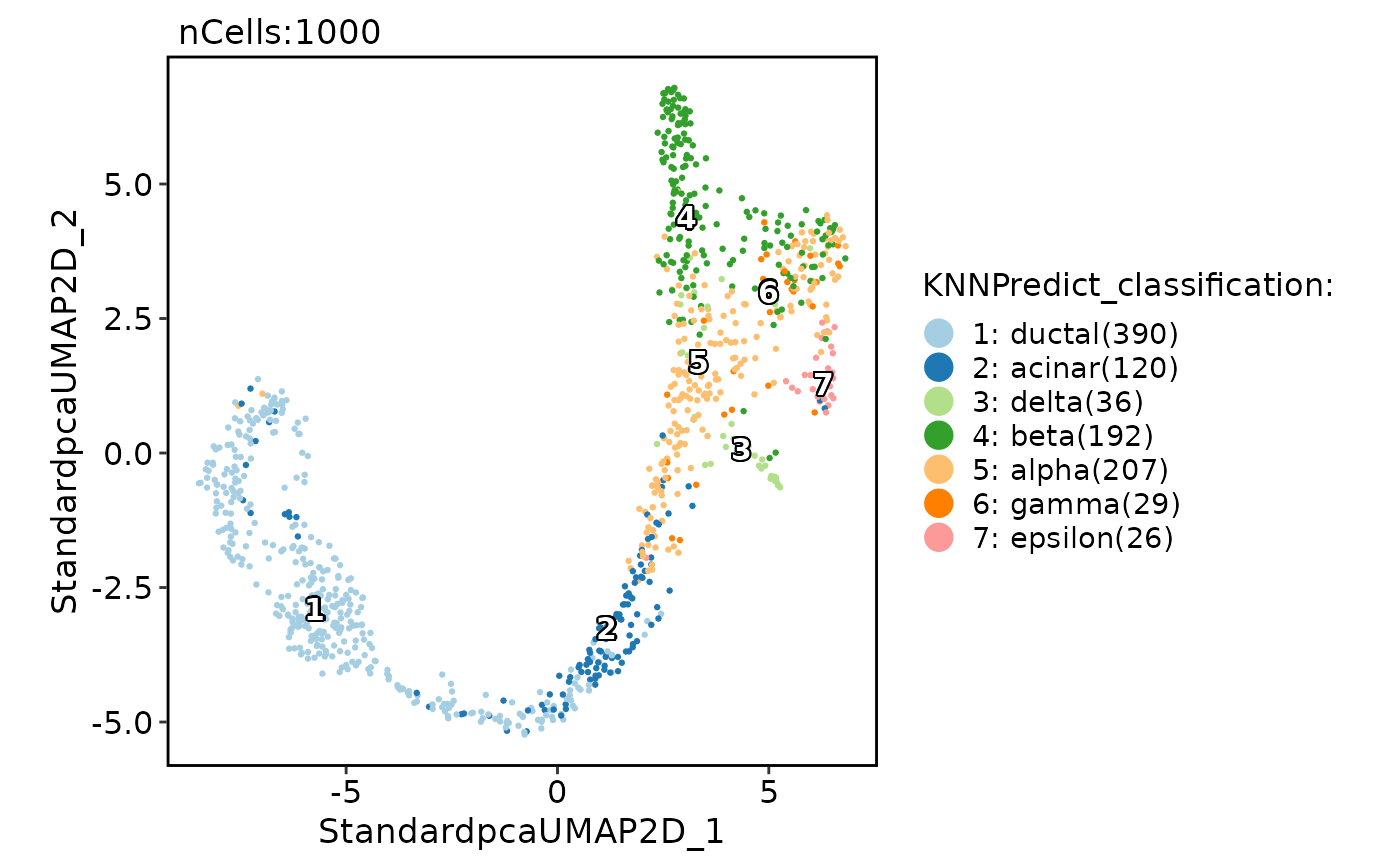 nCells:1000
StandardpcaUMAP2D_2
5.0
2.5
0.0
-2.5
-5.0
4
6
5
7
3
1
2
-5
0
5
StandardpcaUMAP2D_1
KNNPredict_classification:
1: ductal(390)
2: acinar(120)
3: delta(36)
4: beta(192)
5: alpha(207)
6: gamma(29)
7: epsilon(26)